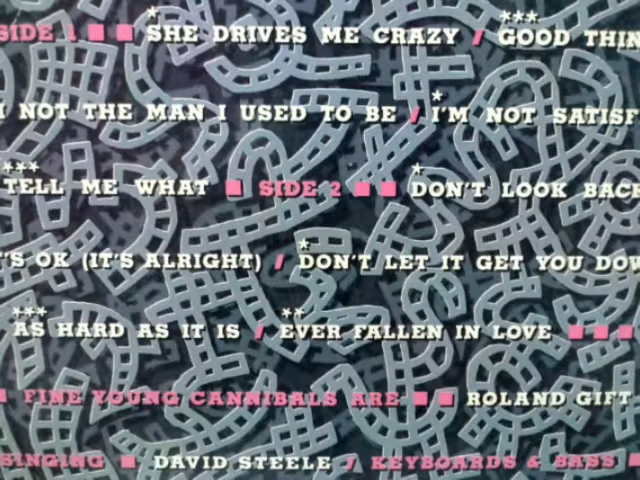 SIDE 1 ■ ■ *SHE DRIVES ME CRAZY / ***GOOD THIN
NOT THE MAN I USED TO BE / *I'M NOT SATISF
***TELL ME WHAT ■ SIDE 2 ■ ■ *DON'T LOOK BACK
'S OK (IT'S ALRIGHT) / *DON'T LET IT GET YOU DOW
***AS HARD AS IT IS / **EVER FALLEN IN LOVE ■ ■ ■
■ FINE YOUNG CANNIBALS ARE ■ ■ ROLAND GIFT
SINGING ■ DAVID STEELE / KEYBOARDS & BASS ■